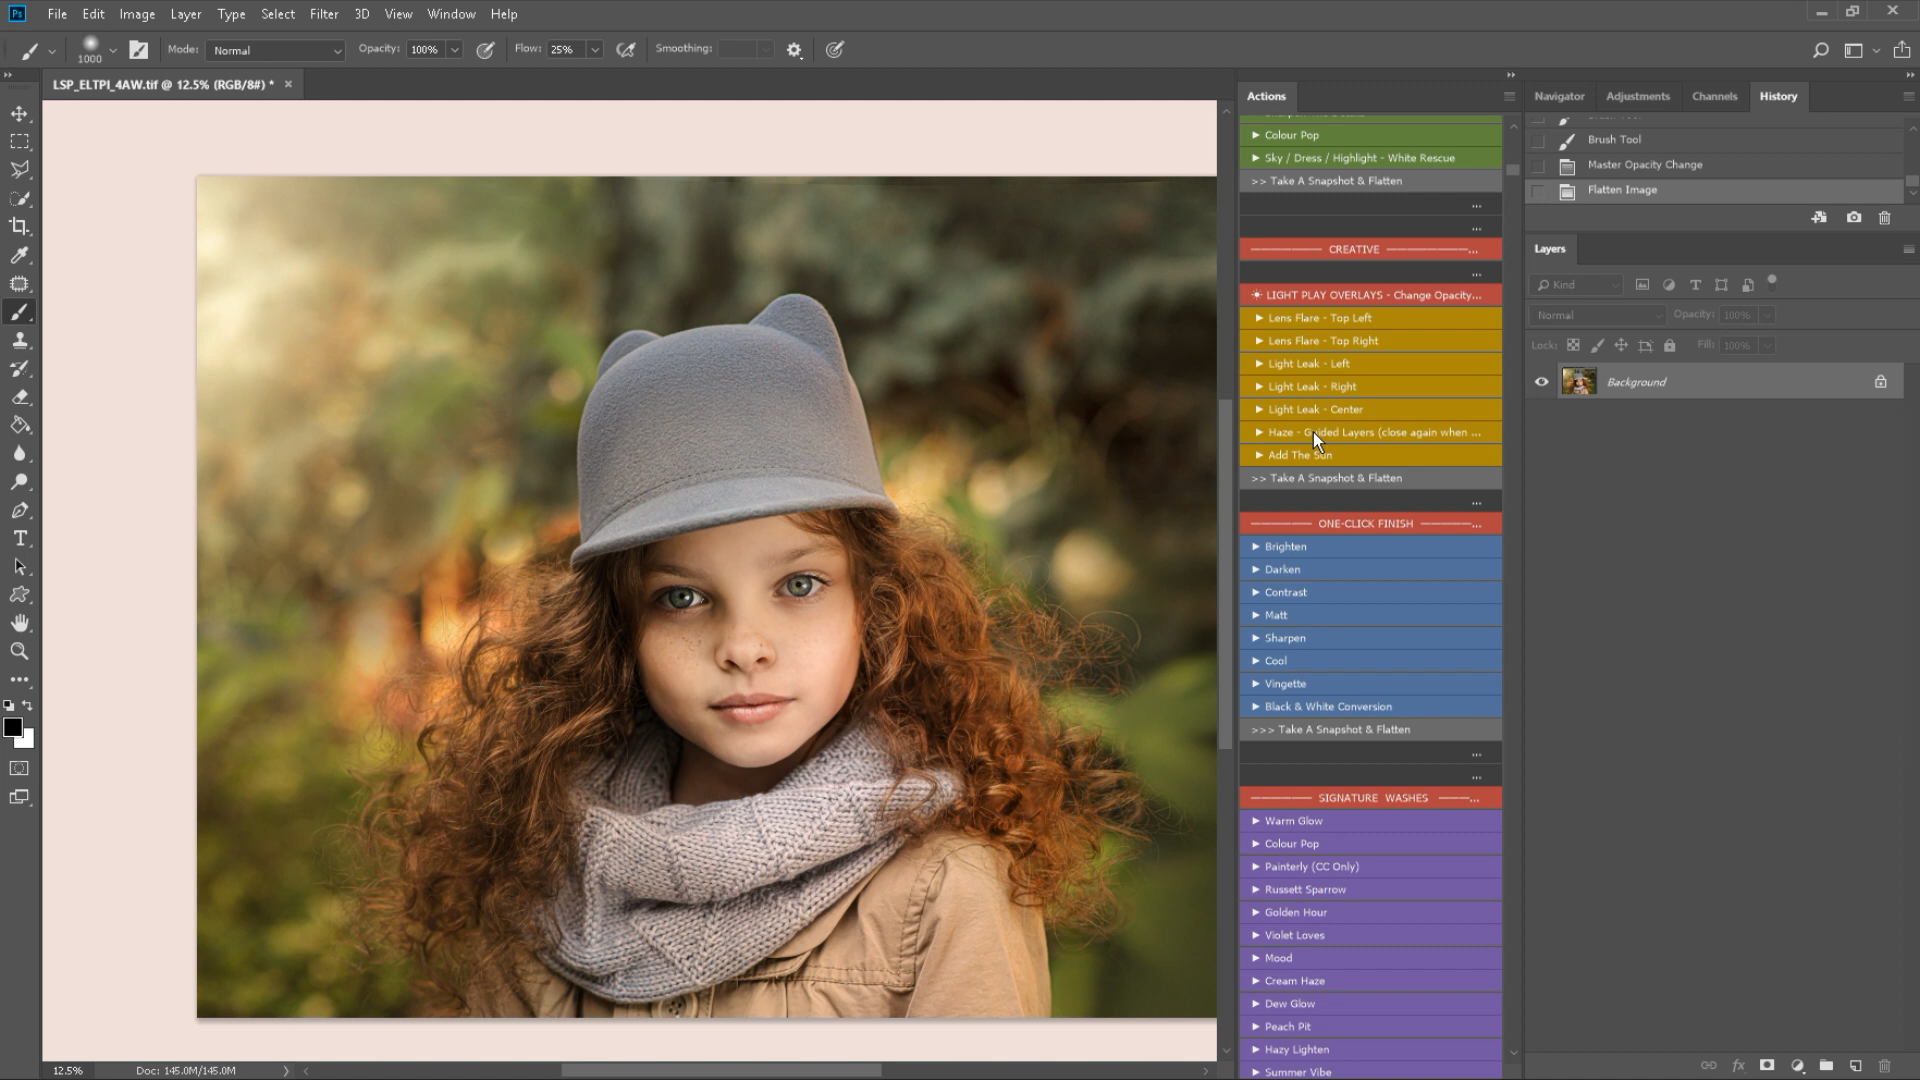 Ps File Edit Image Layer Type Select Filter 3D View Window Help
1000 Mode: Normal Opacity: 100% Flow: 25% Smoothing:
LSP_ELTPI_4AW.tif @ 12.5% (RGB/8#) * ×
Actions
Colour Pop
Sky / Dress / Highlight - White Rescue
>> Take A Snapshot & Flatten
...
...
CREATIVE ...
...
LIGHT PLAY OVERLAYS - Change Opacity...
Lens Flare - Top Left
Lens Flare - Top Right
Light Leak - Left
Light Leak - Right
Light Leak - Center
Haze - Guided Layers (close again when ...
Add The Sun
>> Take A Snapshot & Flatten
...
ONE-CLICK FINISH ...
Brighten
Darken
Contrast
Matt
Sharpen
Cool
Vingette
Black & White Conversion
>>> Take A Snapshot & Flatten
...
...
SIGNATURE WASHES ...
Warm Glow
Colour Pop
Painterly (CC Only)
Russett Sparrow
Golden Hour
Violet Loves
Mood
Cream Haze
Dew Glow
Peach Pit
Hazy Lighten
Summer Vibe
Navigator Adjustments Channels History
Brush Tool
Master Opacity Change
Flatten Image
Layers
Kind
Normal Opacity: 100%
Lock: Fill: 100%
Background
fx
12.5% Doc: 145.0M/145.0M